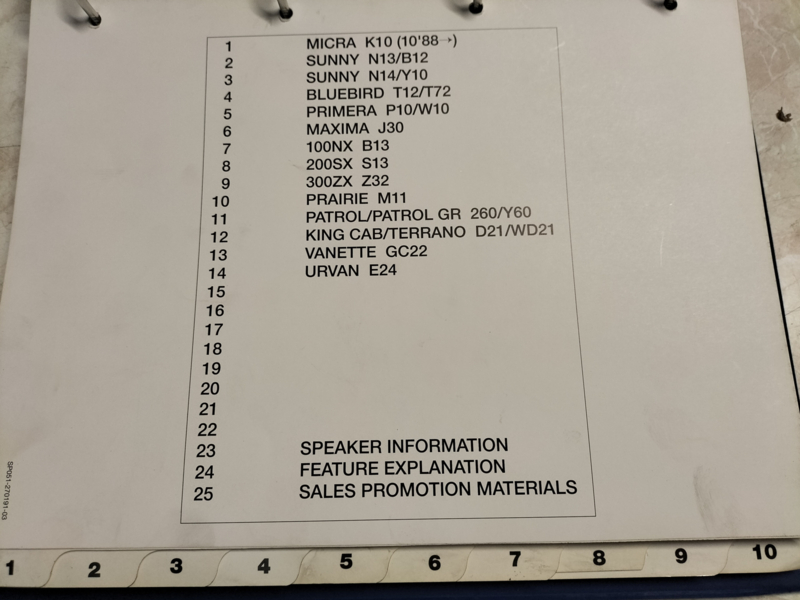 1 MICRA K10 (10'88→)
2 SUNNY N13/B12
3 SUNNY N14/Y10
4 BLUEBIRD T12/T72
5 PRIMERA P10/W10
6 MAXIMA J30
7 100NX B13
8 200SX S13
9 300ZX Z32
10 PRAIRIE M11
11 PATROL/PATROL GR 260/Y60
12 KING CAB/TERRANO D21/WD21
13 VANETTE GC22
14 URVAN E24
15
16
17
18
19
20
21
22
23 SPEAKER INFORMATION
24 FEATURE EXPLANATION
25 SALES PROMOTION MATERIALS
SP051-270191-03
1 2 3 4 5 6 7 8 9 10